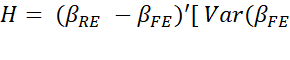 H = (β_RE − β_FE)′[ Var(β_FE